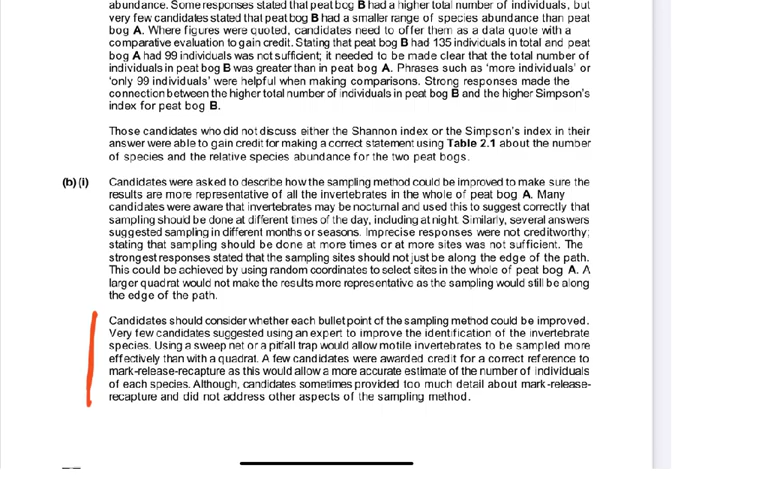 abundance. Some responses stated that peat bog B had a higher total number of individuals, but
very few candidates stated that peat bog B had a smaller range of species abundance than peat
bog A. Where figures were quoted, candidates need to offer them as a data quote with a
comparative evaluation to gain credit. Stating that peat bog B had 135 individuals in total and peat
bog A had 99 individuals was not sufficient; it needed to be made clear that the total number of
individuals in peat bog B was greater than in peat bog A. Phrases such as ‘more individuals’ or
‘only 99 individuals’ were helpful when making comparisons. Strong responses made the
connection between the higher total number of individuals in peat bog B and the higher Simpson’s
index for peat bog B.
Those candidates who did not discuss either the Shannon index or the Simpson’s index in their
answer were able to gain credit for making a correct statement using Table 2.1 about the number
of species and the relative species abundance for the two peat bogs.
(b)(i) Candidates were asked to describe how the sampling method could be improved to make sure the
results are more representative of all the invertebrates in the whole of peat bog A. Many
candidates were aware that invertebrates may be nocturnal and used this to suggest correctly that
sampling should be done at different times of the day, including at night. Similarly, several answers
suggested sampling in different months or seasons. Imprecise responses were not creditworthy;
stating that sampling should be done at more times or at more sites was not sufficient. The
strongest responses stated that the sampling sites should not just be along the edge of the path.
This could be achieved by using random coordinates to select sites in the whole of peat bog A. A
larger quadrat would not make the results more representative as the sampling would still be along
the edge of the path.
Candidates should consider whether each bullet point of the sampling method could be improved.
Very few candidates suggested using an expert to improve the identification of the invertebrate
species. Using a sweep net or a pitfall trap would allow motile invertebrates to be sampled more
effectively than with a quadrat. A few candidates were awarded credit for a correct reference to
mark-release-recapture as this would allow a more accurate estimate of the number of individuals
of each species. Although, candidates sometimes provided too much detail about mark-release-
recapture and did not address other aspects of the sampling method.